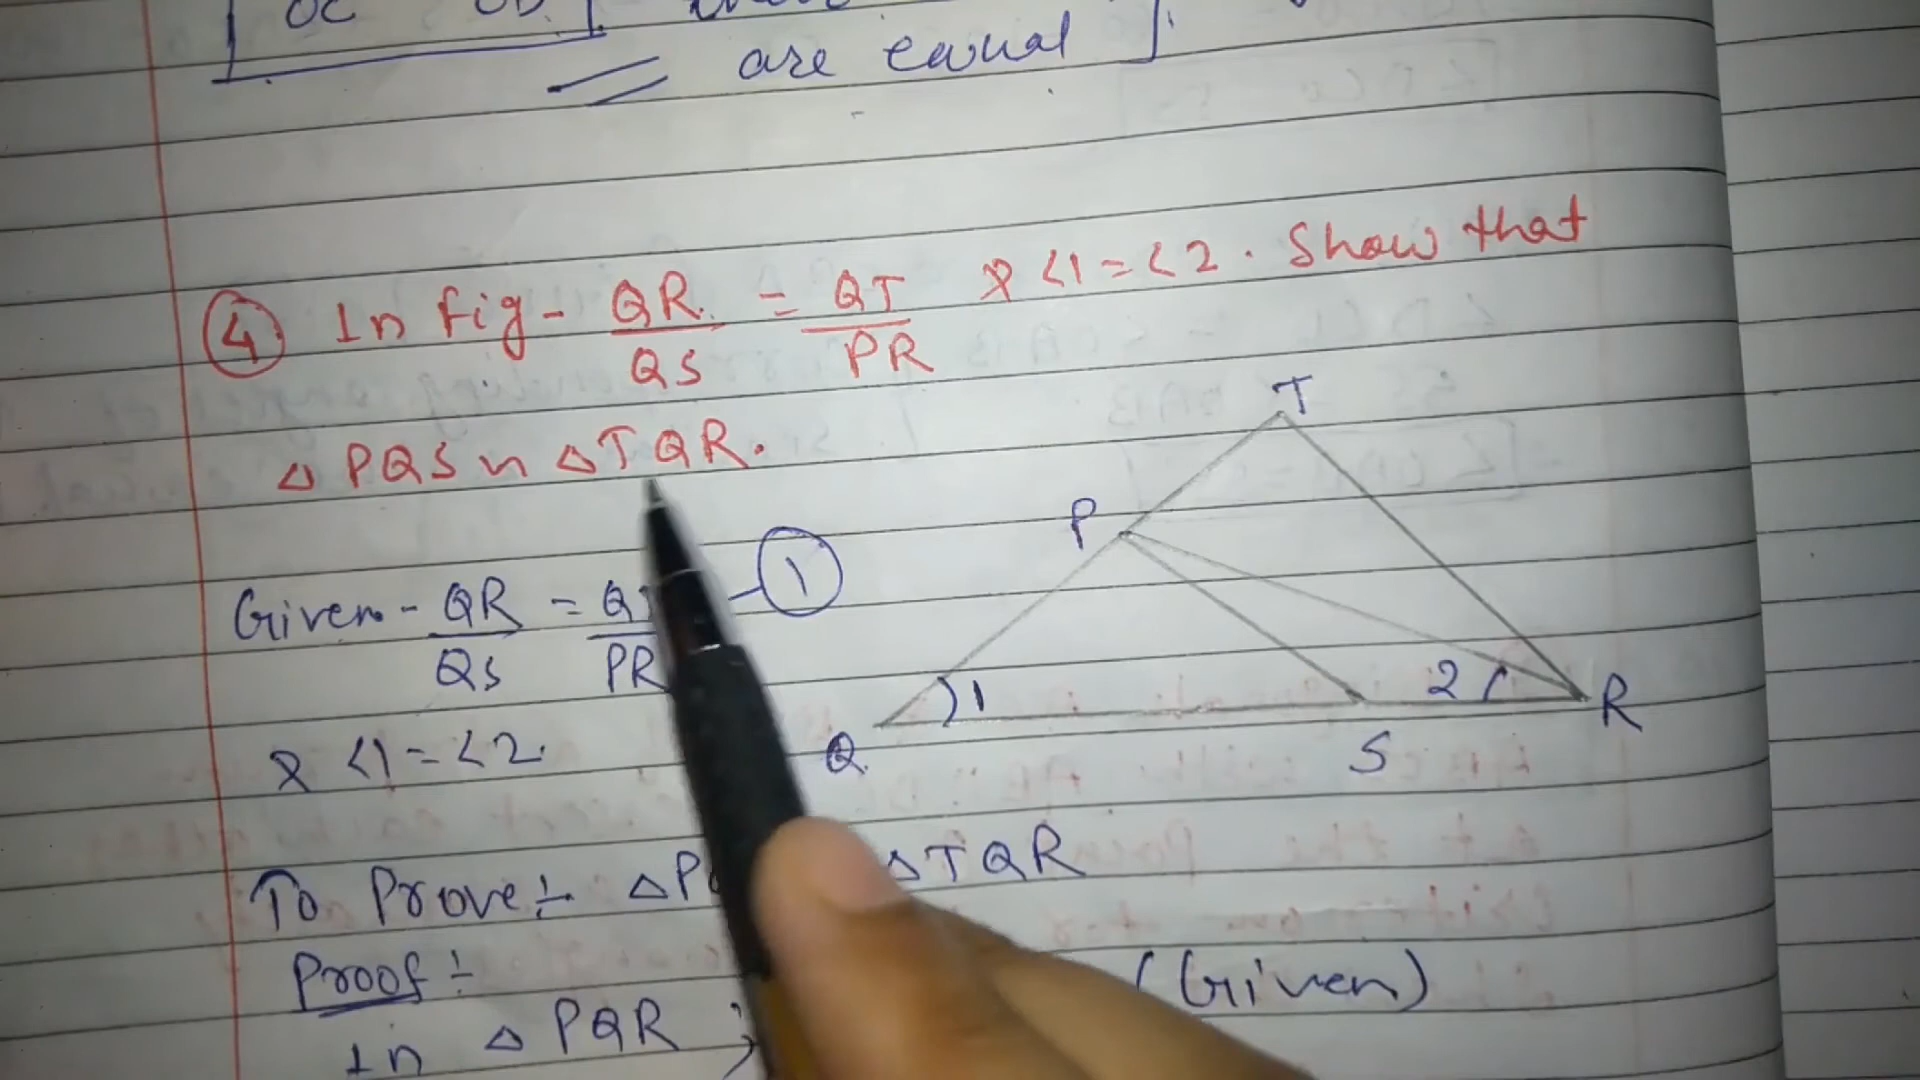 are equal ]
④ In fig - QR/QS = QT/PR & <1 = <2. Show that
△ PQS ~ △ TQR.
Given - QR/QS = Q /PR - ①
& <1 = <2.
To Prove :- △P △TQR
Proof :-
(Given)
In △ PQR ;
T
P
1
2
R
Q
S